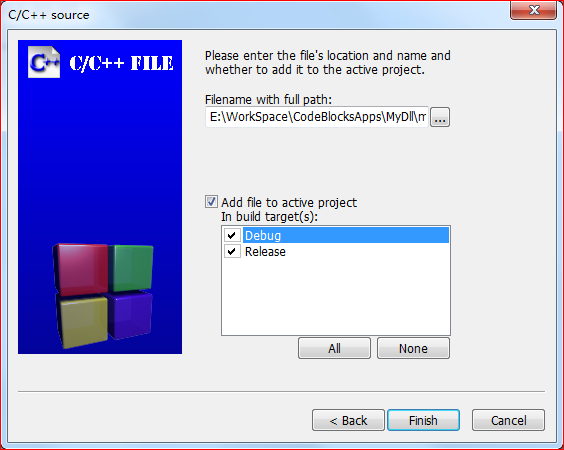 C/C++ source
C++
C/C++ FILE
Please enter the file's location and name and
whether to add it to the active project.
Filename with full path:
E:\WorkSpace\CodeBlocksApps\MyDll\m
...
Add file to active project
In build target(s):
Debug
Release
All
None
< Back
Finish
Cancel